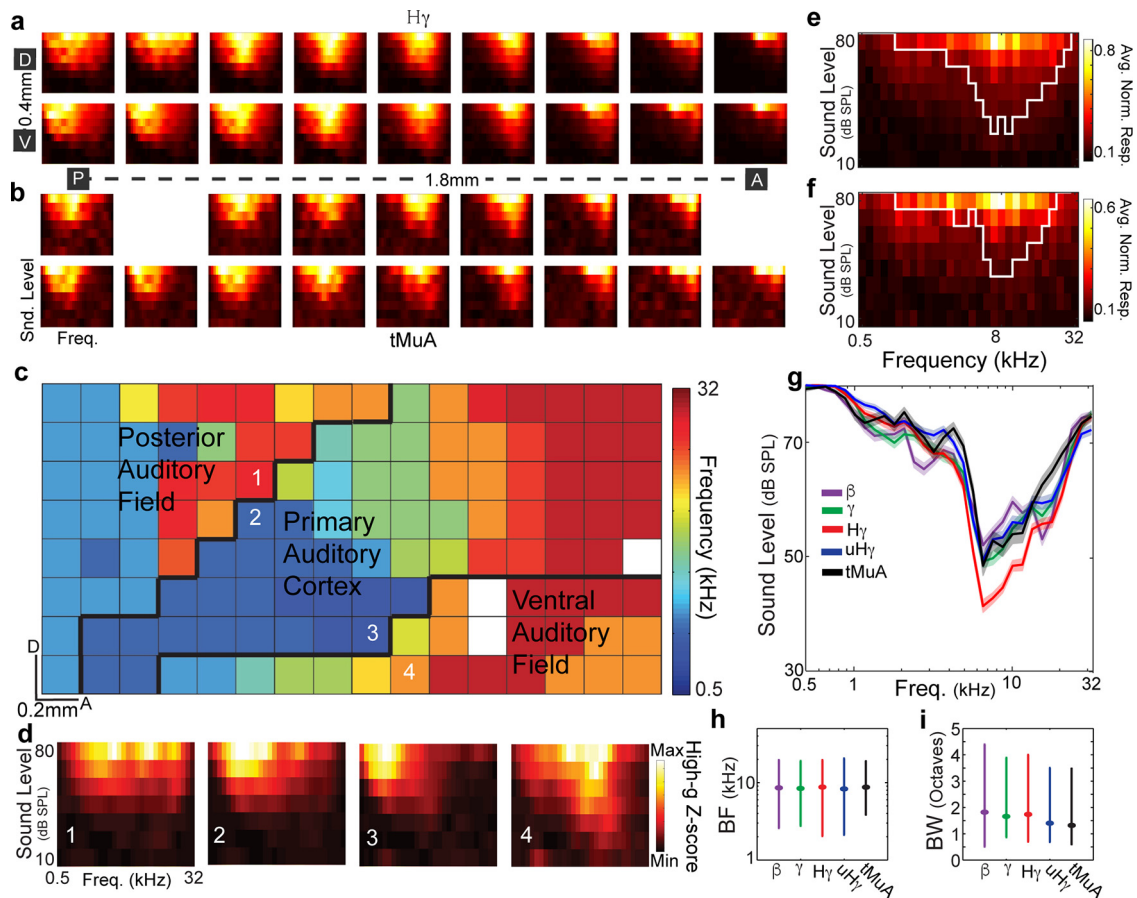 a
Hγ
D
0.4mm
V
P
1.8mm
A
b
Snd. Level
Freq.
tMuA
c
Posterior
Auditory
Field
1
2
Primary
Auditory
Cortex
3
Ventral
Auditory
Field
4
32
Frequency (kHz)
0.5
D
0.2mm
A
d
Sound Level
(dB SPL)
80
10
1
2
3
4
0.5
Freq. (kHz)
32
Max
High-g Z-score
Min
e
Sound Level
(dB SPL)
80
10
0.8
Avg. Norm. Resp.
0.1
f
Sound Level
(dB SPL)
80
10
0.6
Avg. Norm. Resp.
0.1
0.5
8
32
Frequency (kHz)
g
Sound Level (dB SPL)
70
50
30
β
γ
Hγ
uHγ
tMuA
0.5
1
10
32
Freq. (kHz)
h
BF (kHz)
10
1
β
γ
Hγ
uHγ
tMuA
i
BW (Octaves)
5
4
3
2
1
0
β
γ
Hγ
uHγ
tMuA